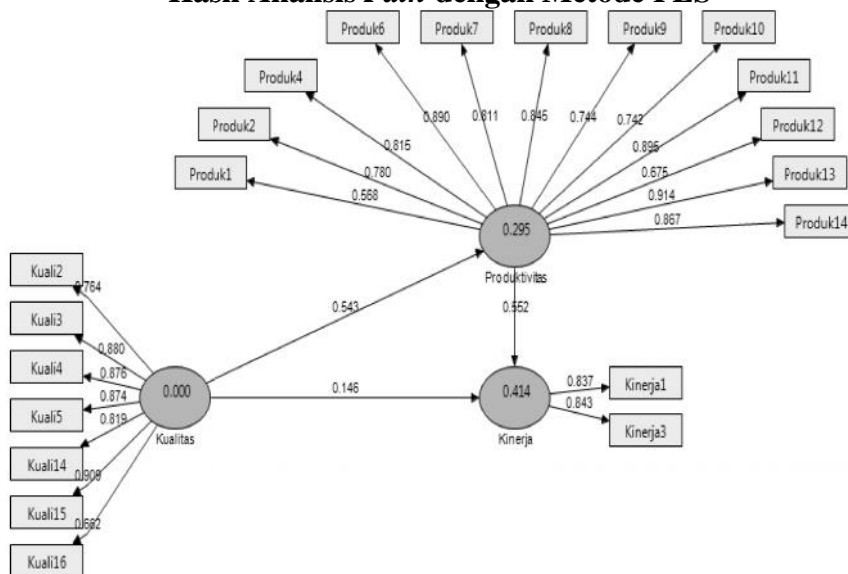 Hasil Analisis Path dengan Metode PLS
Produk6
Produk7
Produk8
Produk9
Produk10
Produk4
Produk11
Produk2
Produk12
Produk1
Produk13
Produk14
0.890
0.811
0.845
0.744
0.742
0.815
0.895
0.780
0.675
0.568
0.914
0.867
0.295
Produktivitas
Kuali2
Kuali3
Kuali4
Kuali5
Kuali14
Kuali15
Kuali16
0.764
0.880
0.876
0.874
0.819
0.909
0.662
0.000
Kualitas
0.543
0.552
0.146
0.414
Kinerja
0.837
0.843
Kinerja1
Kinerja3